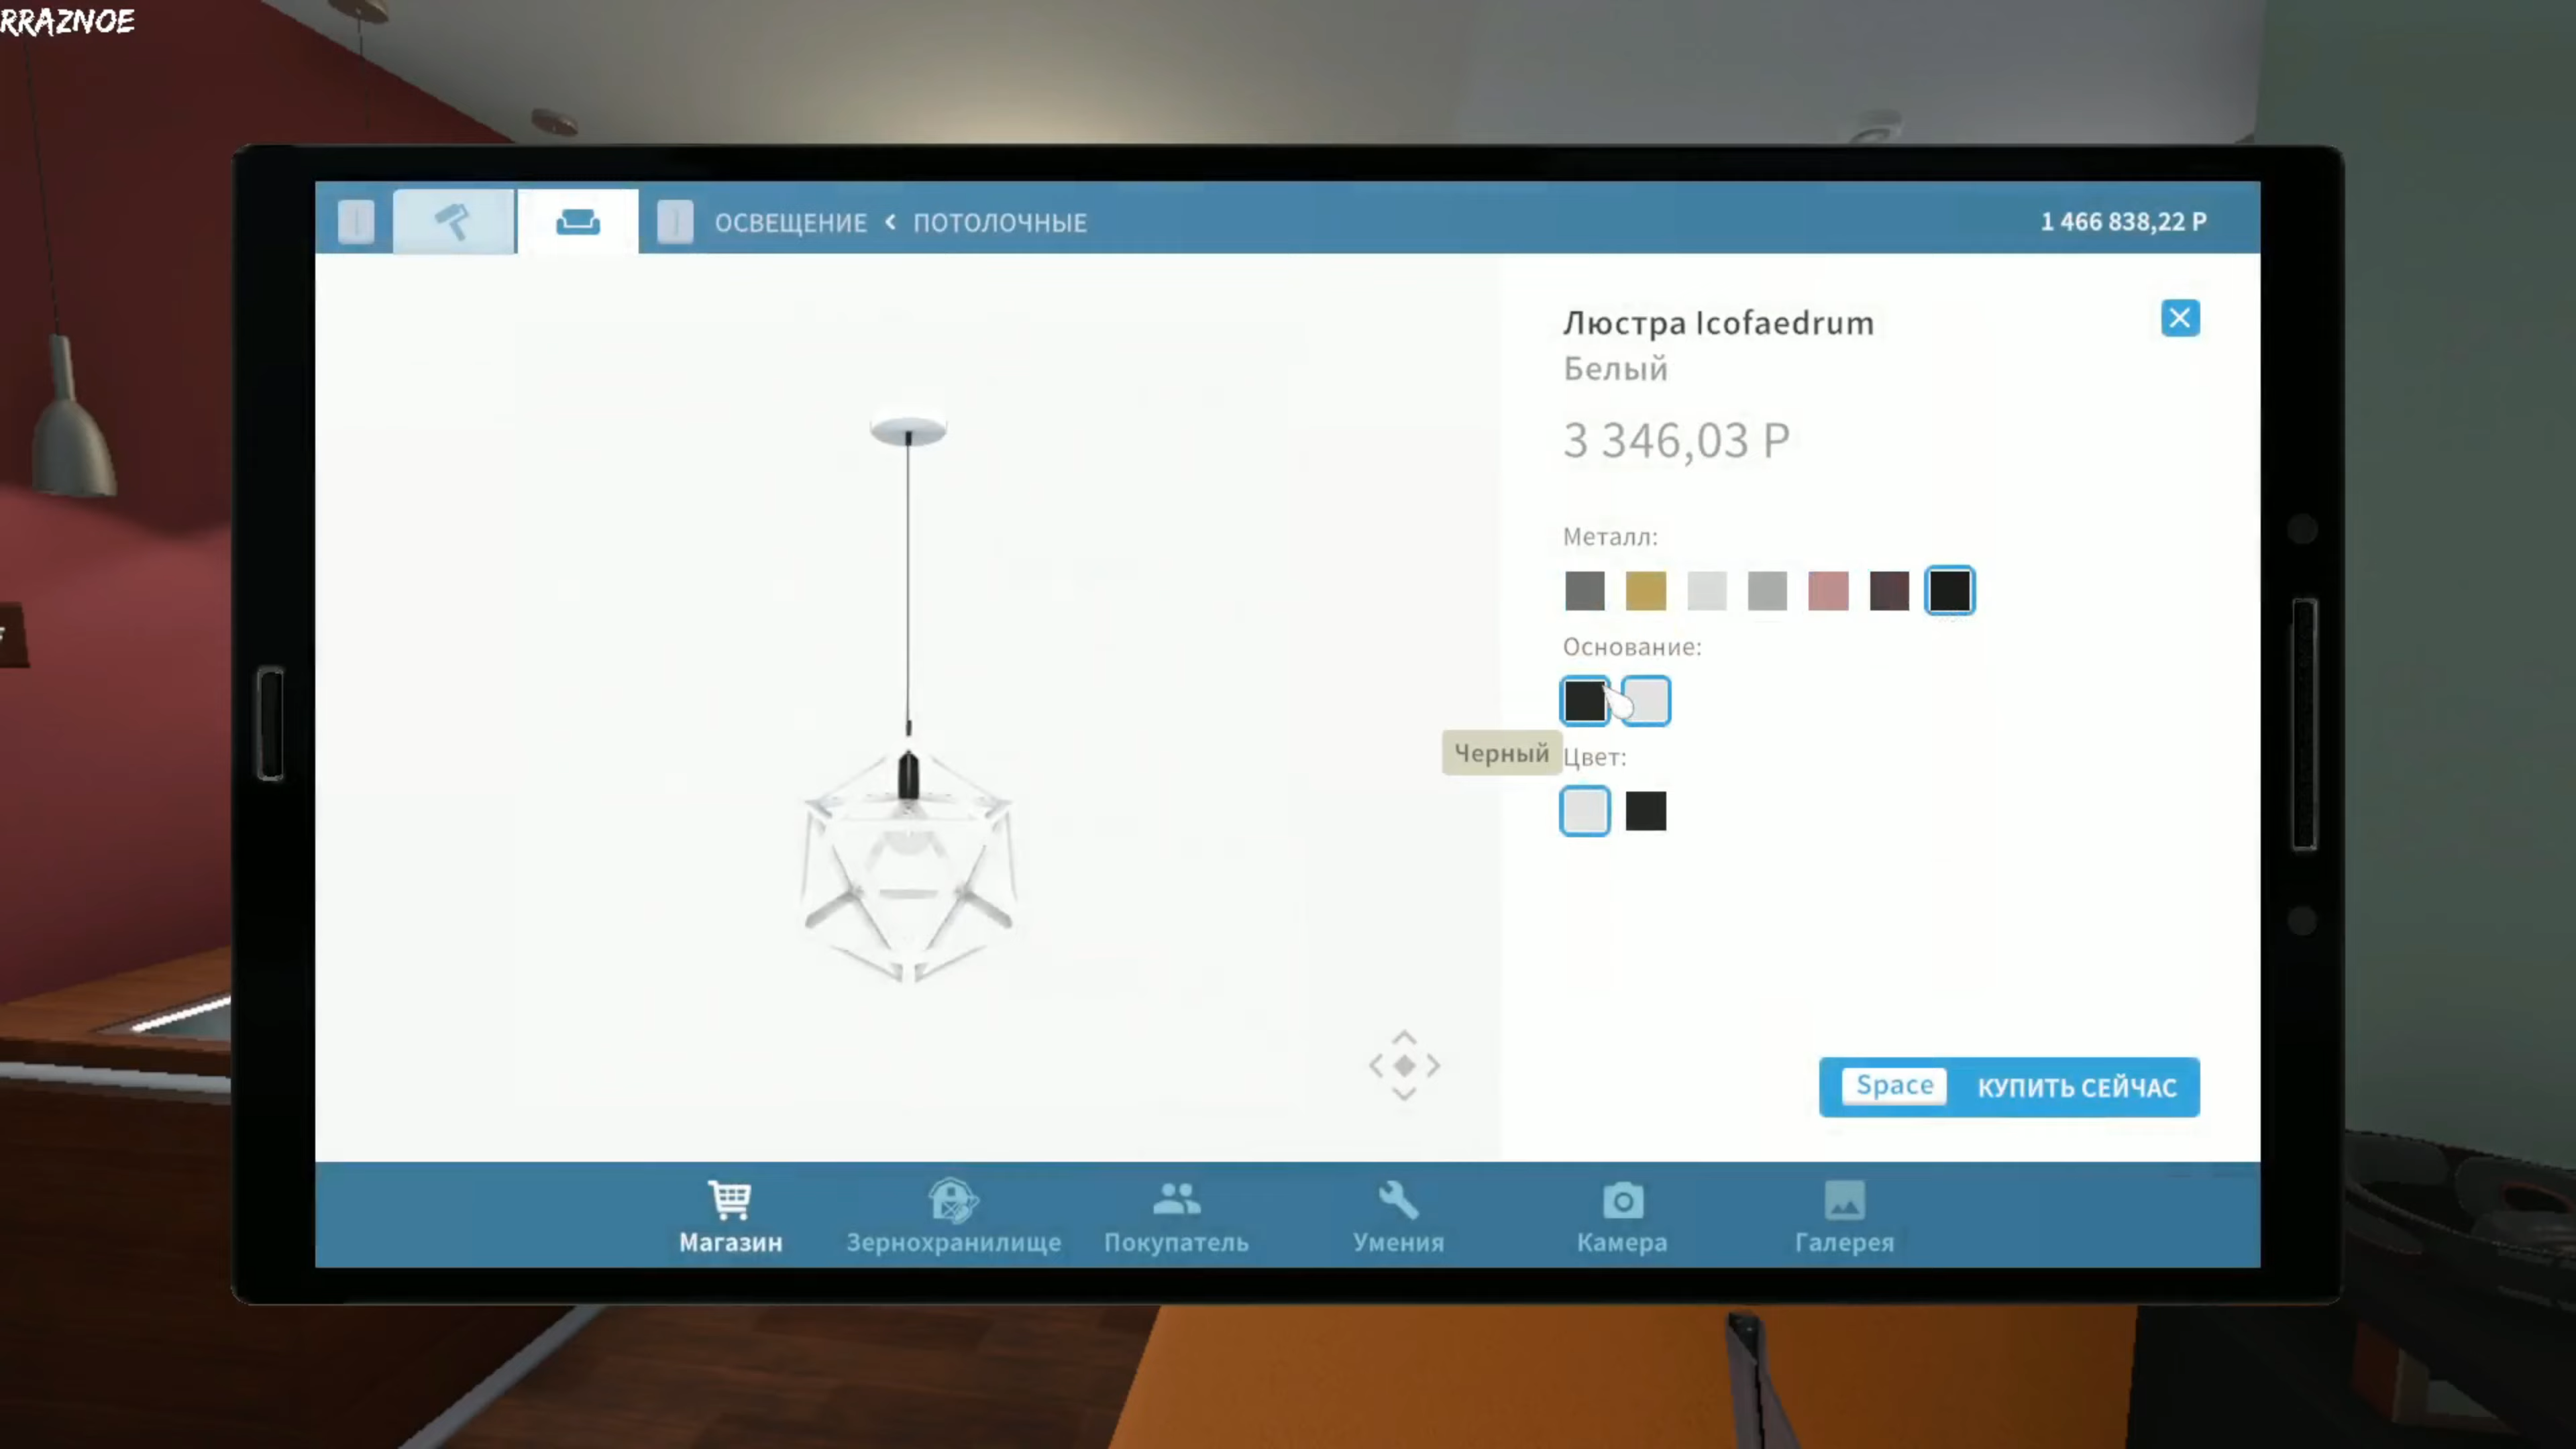 RRAZNOE
ОСВЕЩЕНИЕ < ПОТОЛОЧНЫЕ
1 466 838,22 Р
Люстра Icofaedrum
Белый
3 346,03 Р
Металл:
Основание:
Черный
Цвет:
Space КУПИТЬ СЕЙЧАС
Магазин
Зернохранилище
Покупатель
Умения
Камера
Галерея